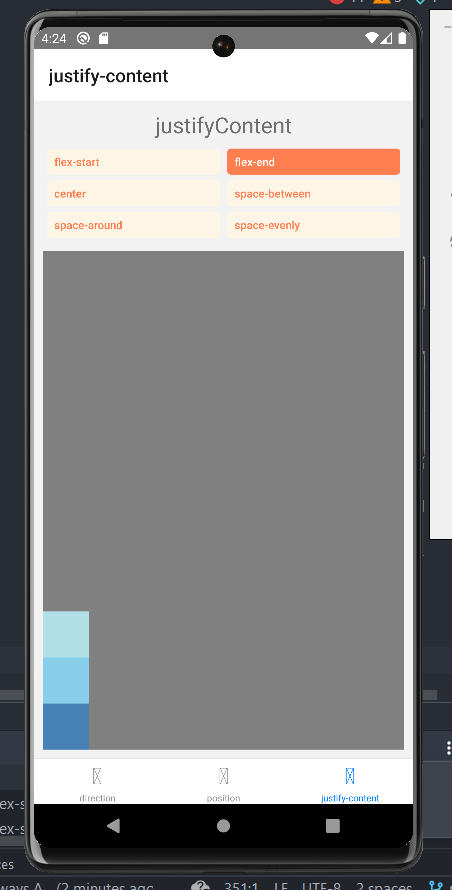 4:24
justify-content
justifyContent
flex-start
flex-end
center
space-between
space-around
space-evenly
direction
position
justify-content
ex-s
ex-s
ces
ways A
(2 minutes ago
351:1
LF
UTF-8
2 spaces